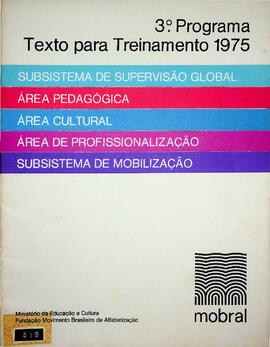 3º Programa
Texto para Treinamento 1975
SUBSISTEMA DE SUPERVISÃO GLOBAL
ÁREA PEDAGÓGICA
ÁREA CULTURAL
ÁREA DE PROFISSIONALIZAÇÃO
SUBSISTEMA DE MOBILIZAÇÃO
Ministério da Educação e Cultura
Fundação Movimento Brasileiro de Alfabetização
mobral